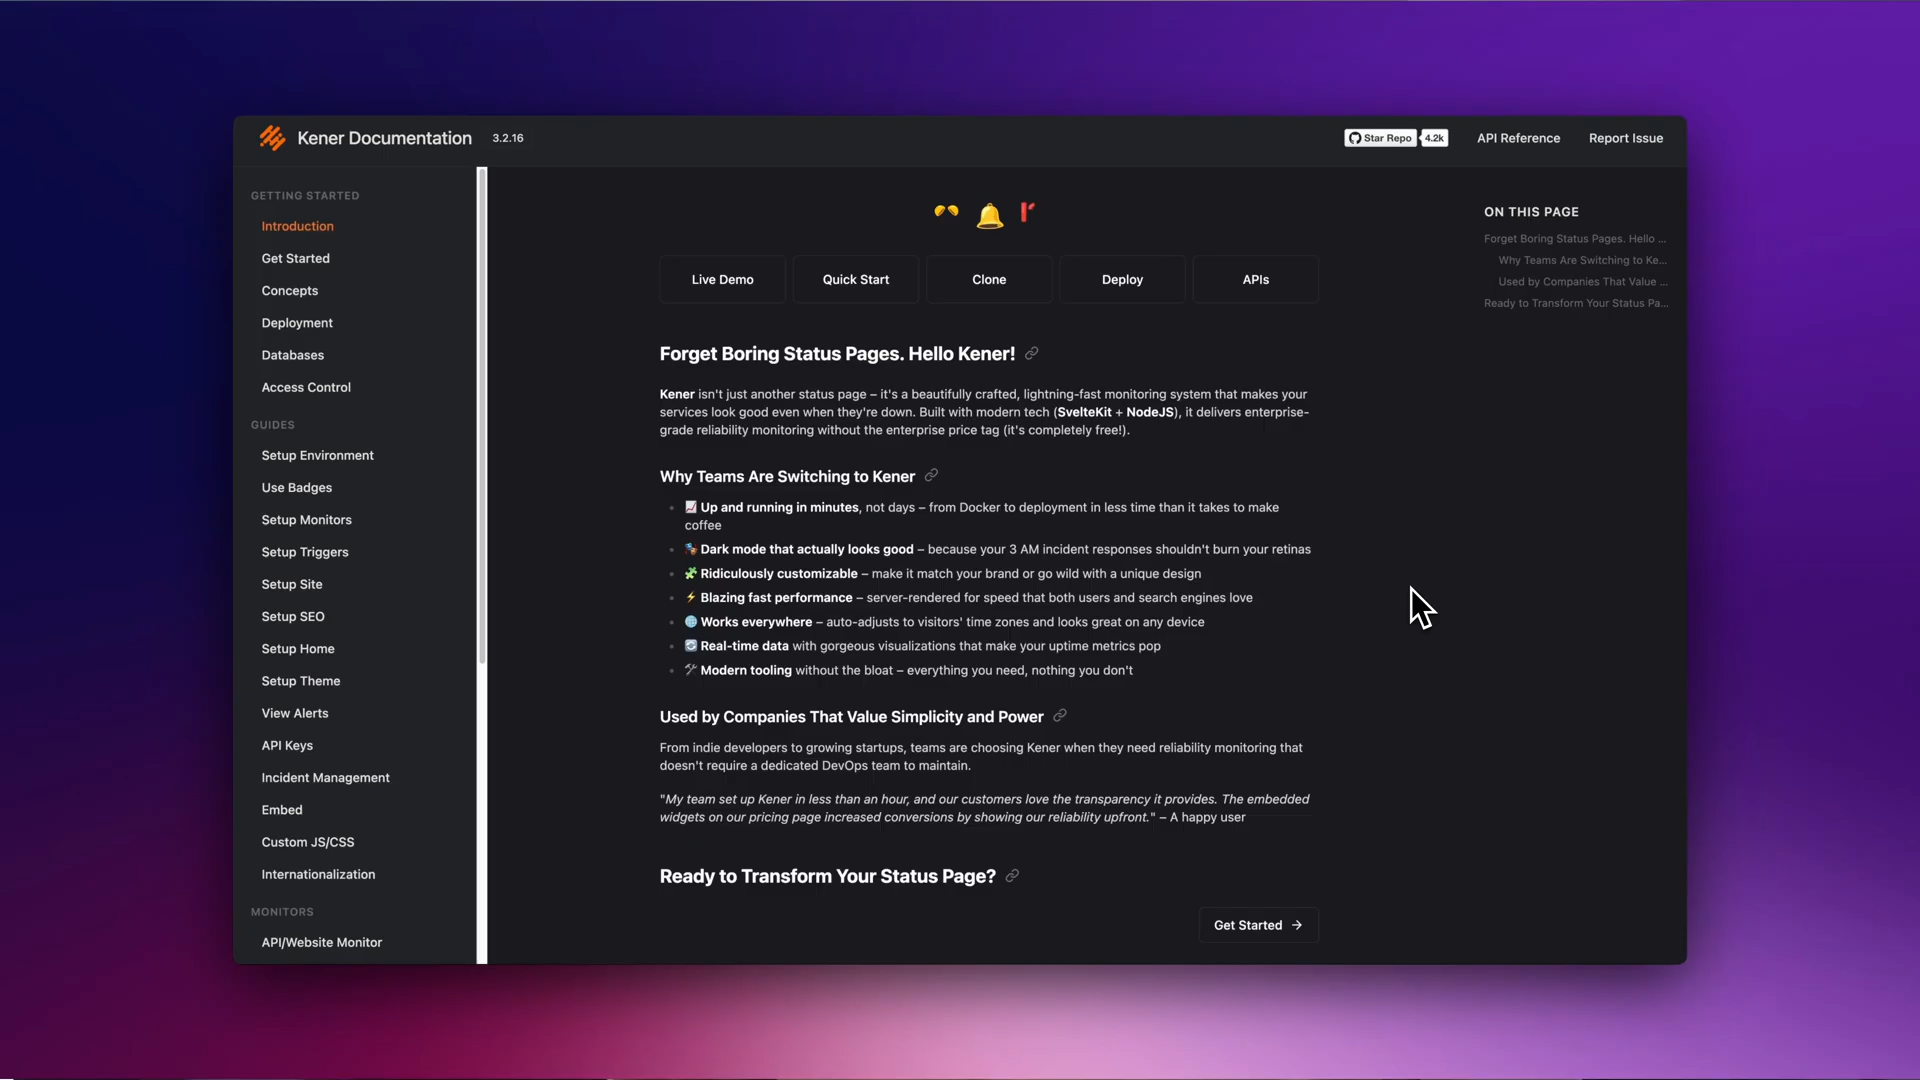 Kener Documentation 3.2.16
Star Repo 4.2k API Reference Report Issue
GETTING STARTED
Introduction
Get Started
Concepts
Deployment
Databases
Access Control
GUIDES
Setup Environment
Use Badges
Setup Monitors
Setup Triggers
Setup Site
Setup SEO
Setup Home
Setup Theme
View Alerts
API Keys
Incident Management
Embed
Custom JS/CSS
Internationalization
MONITORS
API/Website Monitor
Live Demo Quick Start Clone Deploy APIs
Forget Boring Status Pages. Hello Kener!
Kener isn't just another status page – it's a beautifully crafted, lightning-fast monitoring system that makes your
services look good even when they're down. Built with modern tech (SvelteKit + NodeJS), it delivers enterprise-
grade reliability monitoring without the enterprise price tag (it's completely free!).
Why Teams Are Switching to Kener
Up and running in minutes, not days – from Docker to deployment in less time than it takes to make
coffee
Dark mode that actually looks good – because your 3 AM incident responses shouldn't burn your retinas
Ridiculously customizable – make it match your brand or go wild with a unique design
Blazing fast performance – server-rendered for speed that both users and search engines love
Works everywhere – auto-adjusts to visitors' time zones and looks great on any device
Real-time data with gorgeous visualizations that make your uptime metrics pop
Modern tooling without the bloat – everything you need, nothing you don't
Used by Companies That Value Simplicity and Power
From indie developers to growing startups, teams are choosing Kener when they need reliability monitoring that
doesn't require a dedicated DevOps team to maintain.
"My team set up Kener in less than an hour, and our customers love the transparency it provides. The embedded
widgets on our pricing page increased conversions by showing our reliability upfront." – A happy user
Ready to Transform Your Status Page?
Get Started →
ON THIS PAGE
Forget Boring Status Pages. Hello ...
Why Teams Are Switching to Ke...
Used by Companies That Value ...
Ready to Transform Your Status Pa...